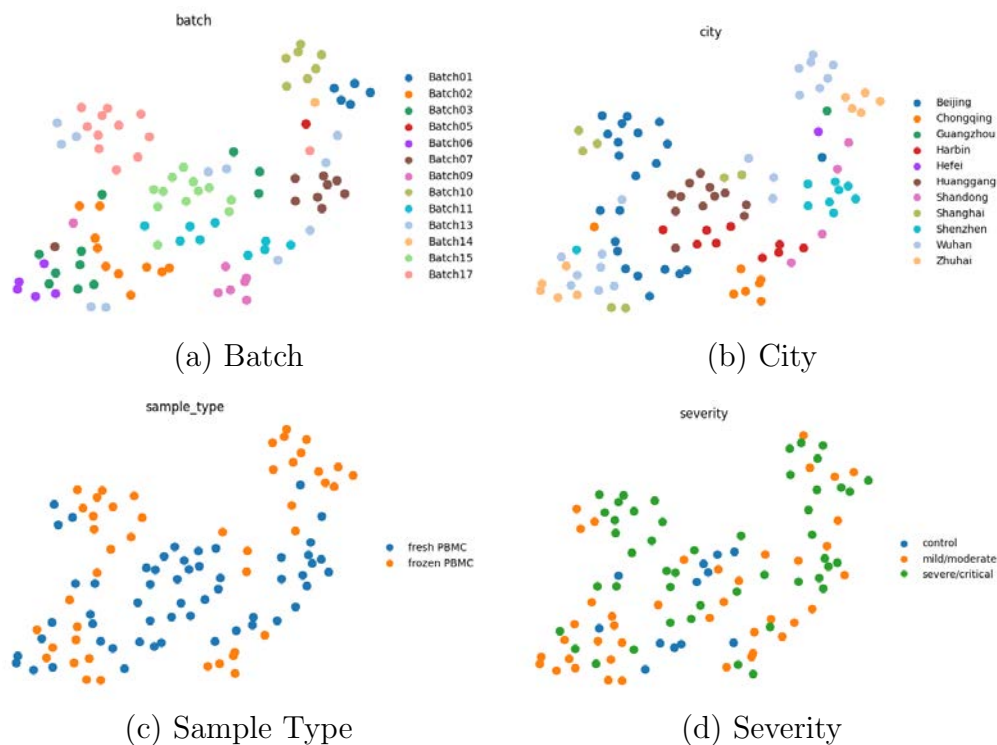 batch
Batch01
Batch02
Batch03
Batch05
Batch06
Batch07
Batch09
Batch10
Batch11
Batch13
Batch14
Batch15
Batch17
(a) Batch
city
Beijing
Chongqing
Guangzhou
Harbin
Hefei
Huanggang
Shandong
Shanghai
Shenzhen
Wuhan
Zhuhai
(b) City
sample_type
fresh PBMC
frozen PBMC
(c) Sample Type
severity
control
mild/moderate
severe/critical
(d) Severity